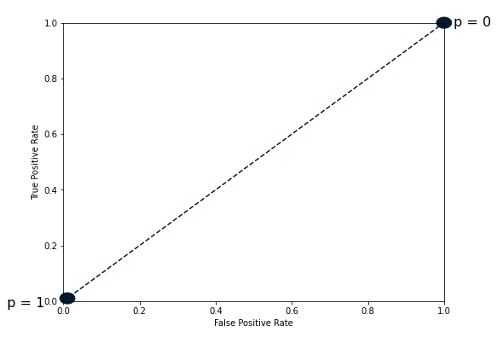 1.0
p = 0
0.8
0.6
True Positive Rate
0.4
0.2
p = 1
0.0
0.0 0.2 0.4 0.6 0.8 1.0
False Positive Rate